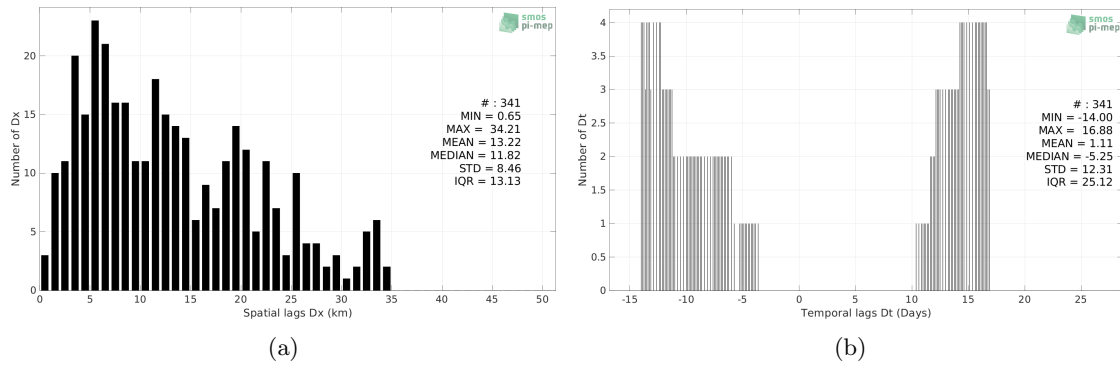 smos
pi-mep
Number of Dx
20
15
10
5
0
# : 341
MIN = 0.65
MAX = 34.21
MEAN = 13.22
MEDIAN = 11.82
STD = 8.46
IQR = 13.13
0 5 10 15 20 25 30 35 40 45 50
Spatial lags Dx (km)
(a)
smos
pi-mep
Number of Dt
4
3.5
3
2.5
2
1.5
1
0.5
0
# : 341
MIN = -14.00
MAX = 16.88
MEAN = 1.11
MEDIAN = -5.25
STD = 12.31
IQR = 25.12
-15 -10 -5 0 5 10 15 20 25
Temporal lags Dt (Days)
(b)